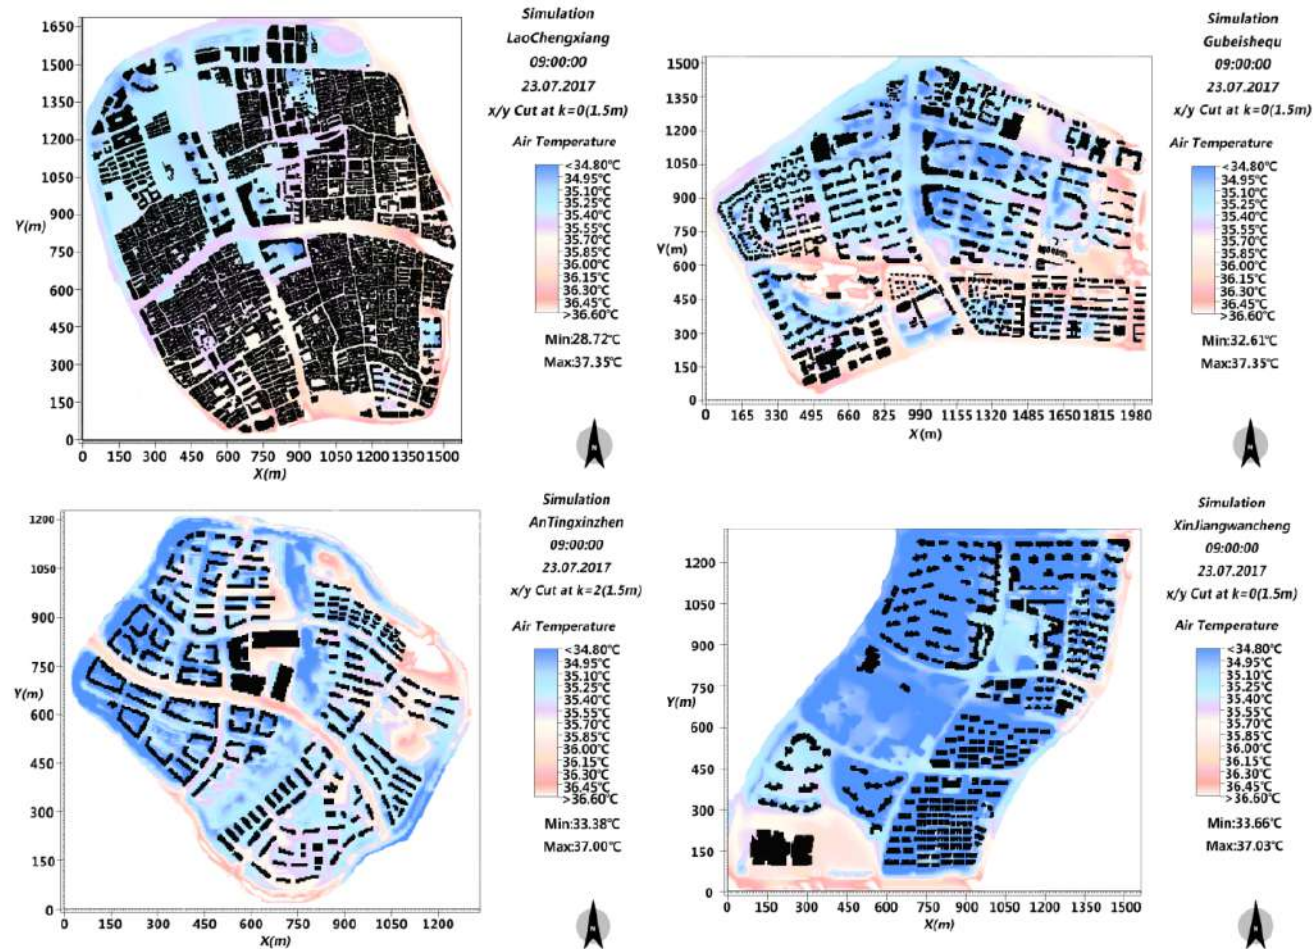 Simulation
LaoChengxiang
09:00:00
23.07.2017
x/y Cut at k=0(1.5m)
Air Temperature
<34.80℃
34.95℃
35.10℃
35.25℃
35.40℃
35.55℃
35.70℃
35.85℃
36.00℃
36.15℃
36.30℃
36.45℃
>36.60℃
Min:28.72℃
Max:37.35℃
1650
1500
1350
1200
1050
900
Y(m)
750
600
450
300
150
0
0 150 300 450 600 750 900 1050 1200 1350 1500
X(m)
N
Simulation
Gubeishequ
09:00:00
23.07.2017
x/y Cut at k=0(1.5m)
Air Temperature
<34.80℃
34.95℃
35.10℃
35.25℃
35.40℃
35.55℃
35.70℃
35.85℃
36.00℃
36.15℃
36.30℃
36.45℃
>36.60℃
Min:32.61℃
Max:37.35℃
1500
1350
1200
1050
900
750
Y(m)
600
450
300
150
0
0 165 330 495 660 825 990 1155 1320 1485 1650 1815 1980
X(m)
N
Simulation
AnTingxinzhen
09:00:00
23.07.2017
x/y Cut at k=2(1.5m)
Air Temperature
<34.80℃
34.95℃
35.10℃
35.25℃
35.40℃
35.55℃
35.70℃
35.85℃
36.00℃
36.15℃
36.30℃
36.45℃
>36.60℃
Min:33.38℃
Max:37.00℃
1200
1050
900
750
Y(m)
600
450
300
150
0
0 150 300 450 600 750 900 1050 1200
X(m)
N
Simulation
XinJiangwancheng
09:00:00
23.07.2017
x/y Cut at k=0(1.5m)
Air Temperature
<34.80℃
34.95℃
35.10℃
35.25℃
35.40℃
35.55℃
35.70℃
35.85℃
36.00℃
36.15℃
36.30℃
36.45℃
>36.60℃
Min:33.66℃
Max:37.03℃
1200
1050
900
750
Y(m)
600
450
300
150
0
0 150 300 450 600 750 900 1050 1200 1350 1500
X(m)
N